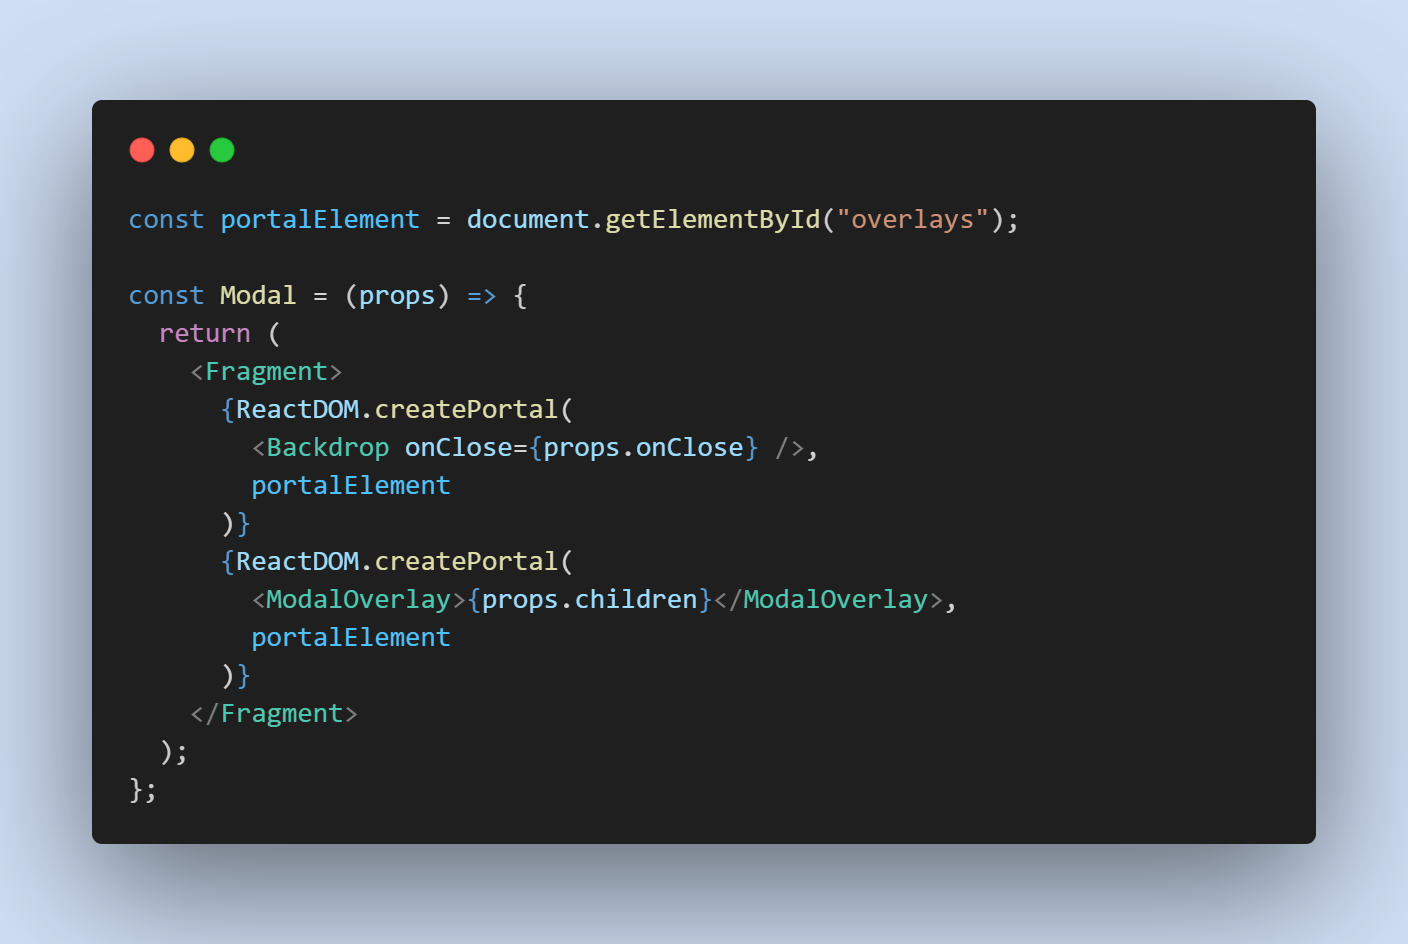 const portalElement = document.getElementById("overlays");

const Modal = (props) => {
  return (
    <Fragment>
      {ReactDOM.createPortal(
        <Backdrop onClose={props.onClose} />,
        portalElement
      )}
      {ReactDOM.createPortal(
        <ModalOverlay>{props.children}</ModalOverlay>,
        portalElement
      )}
    </Fragment>
  );
};